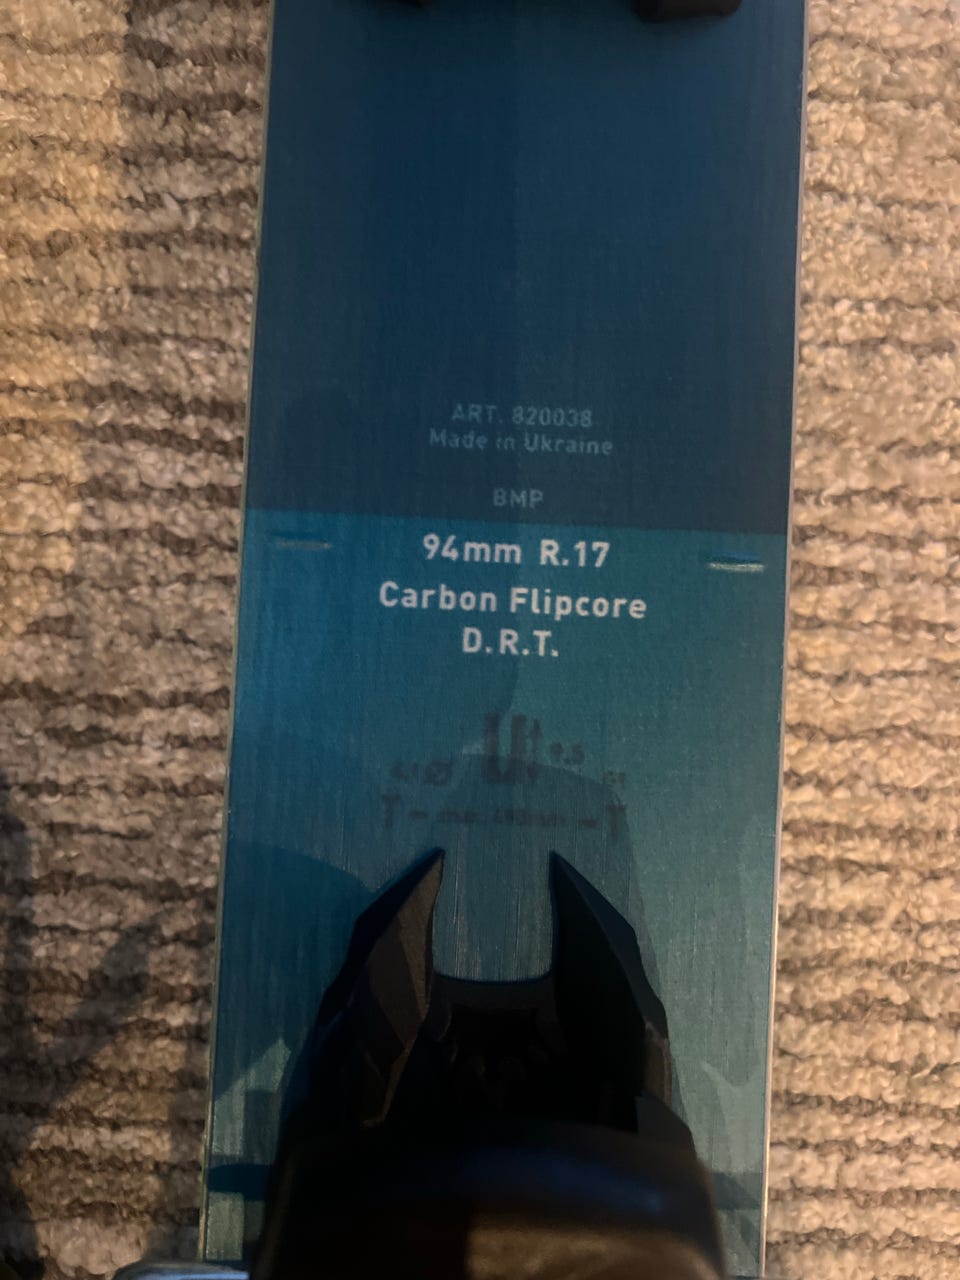 ART. 820038
Made in Ukraine
BMP
94mm R.17
Carbon Flipcore
D.R.T.